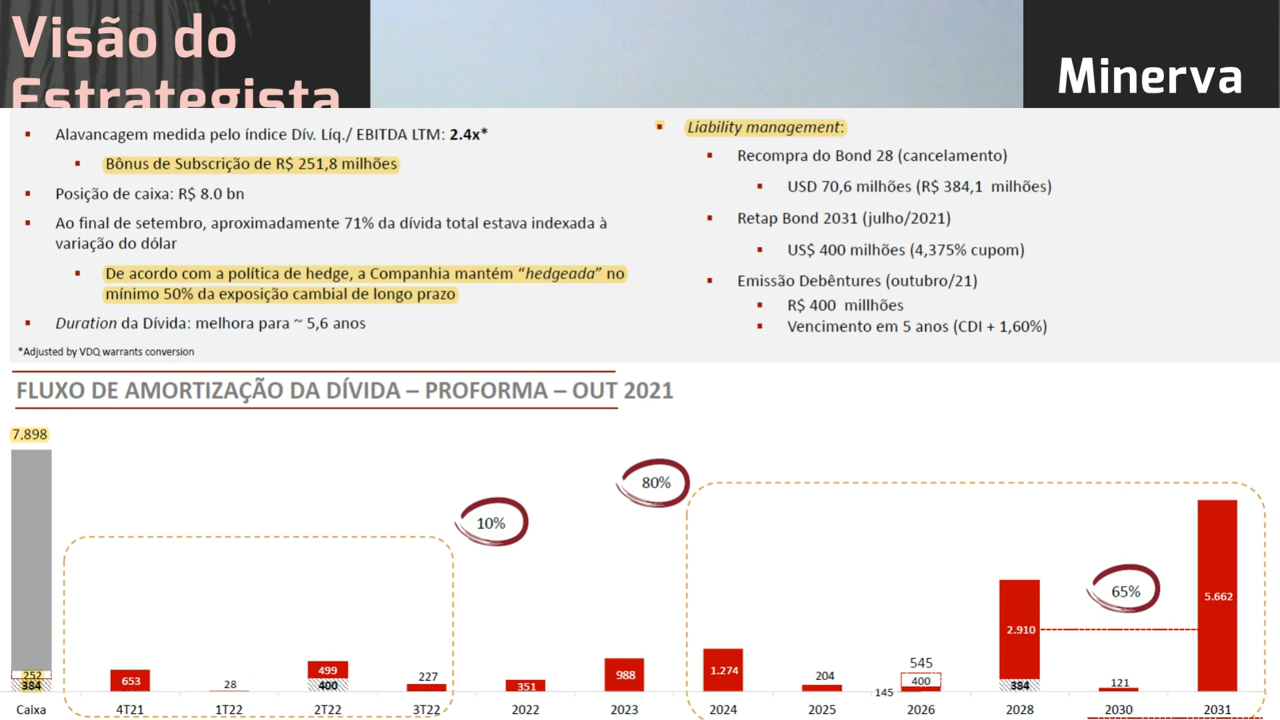 Visão do
Estrategista
Minerva
Alavancagem medida pelo índice Dív. Líq./ EBITDA LTM: 2.4x*
Bônus de Subscrição de R$ 251,8 milhões
Posição de caixa: R$ 8.0 bn
Ao final de setembro, aproximadamente 71% da dívida total estava indexada à
variação do dólar
De acordo com a política de hedge, a Companhia mantém “hedgeada” no
mínimo 50% da exposição cambial de longo prazo
Duration da Dívida: melhora para ~ 5,6 anos
*Adjusted by VDQ warrants conversion
Liability management:
Recompra do Bond 28 (cancelamento)
USD 70,6 milhões (R$ 384,1 milhões)
Retap Bond 2031 (julho/2021)
US$ 400 milhões (4,375% cupom)
Emissão Debêntures (outubro/21)
R$ 400 millhões
Vencimento em 5 anos (CDI + 1,60%)
FLUXO DE AMORTIZAÇÃO DA DÍVIDA – PROFORMA – OUT 2021
7,898
252
384
10%
80%
65%
653
28
499
400
227
351
988
1.274
204
545
400
145
2.910
384
121
5.662
Caixa
4T21
1T22
2T22
3T22
2022
2023
2024
2025
2026
2028
2030
2031